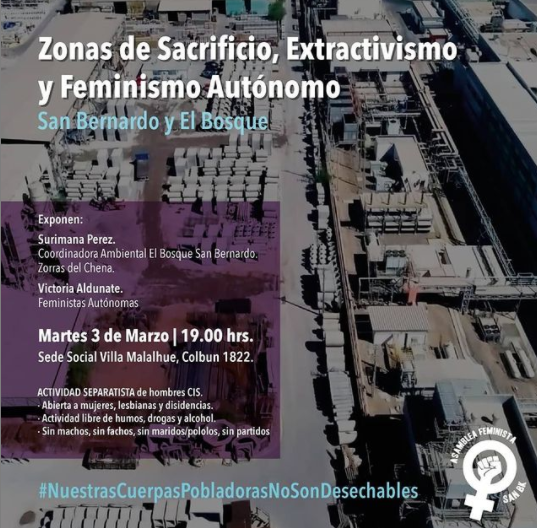 Zonas de Sacrificio, Extractivismo
y Feminismo Autónomo
San Bernardo y El Bosque
Exponen:
Surimana Perez.
Coordinadora Ambiental El Bosque San Bernardo.
Zorras del Chena.
Victoria Aldunate.
Feministas Autónomas
Martes 3 de Marzo | 19.00 hrs.
Sede Social Villa Malalhue, Colbun 1822.
ACTIVIDAD SEPARATISTA de hombres CIS.
· Abierta a mujeres, lesbianas y disidencias.
· Actividad libre de humos, drogas y alcohol.
· Sin machos, sin fachos, sin maridos/pololos, sin partidos
ASAMBLEA FEMINISTA
SAN BDO.
#NuestrasCuerpasPobladorasNoSonDesechables